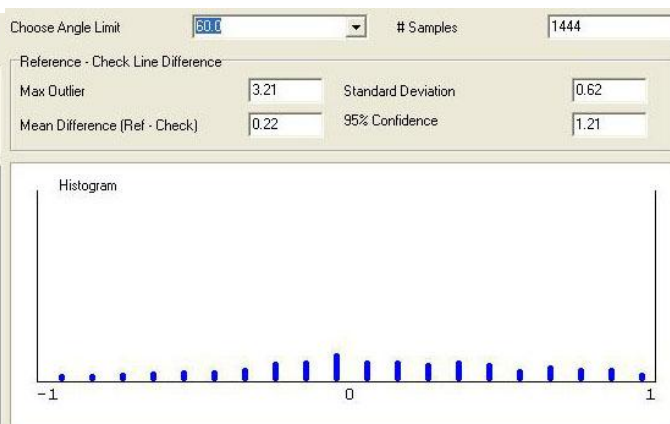 Choose Angle Limit 60.0 # Samples 1444
Reference - Check Line Difference
Max Outlier 3.21 Standard Deviation 0.62
Mean Difference (Ref - Check) 0.22 95% Confidence 1.21
Histogram
-1 0 1